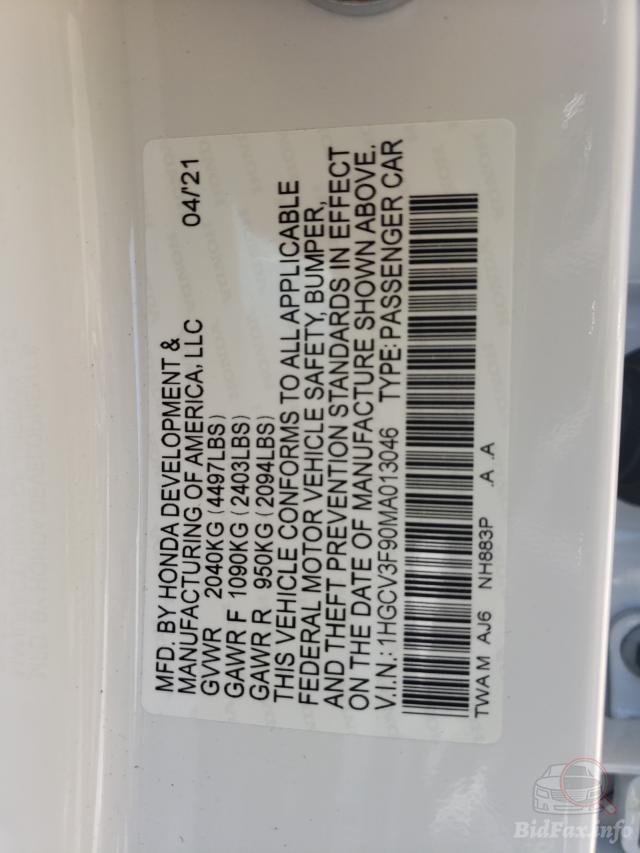 MFD. BY HONDA DEVELOPMENT & 04/'21
MANUFACTURING OF AMERICA, LLC
GVWR 2040KG (4497LBS)
GAWR F 1090KG (2403LBS)
GAWR R 950KG (2094LBS)
THIS VEHICLE CONFORMS TO ALL APPLICABLE
FEDERAL MOTOR VEHICLE SAFETY, BUMPER,
AND THEFT PREVENTION STANDARDS IN EFFECT
ON THE DATE OF MANUFACTURE SHOWN ABOVE.
V.I.N.: 1HGCV3F90MA013046 TYPE: PASSENGER CAR
TWAM AJ6 NH883P .A .A
BidFax.info